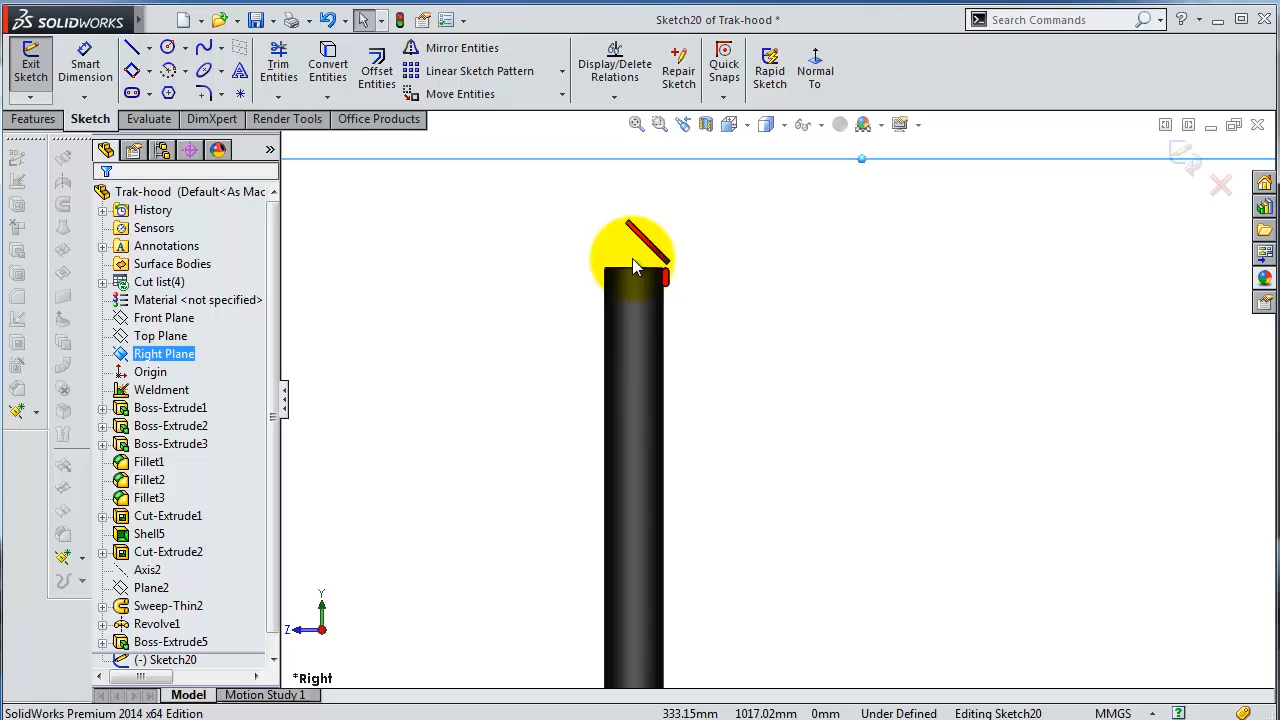 SOLIDWORKS
Sketch20 of Trak-hood *
Search Commands
Exit Sketch
Smart Dimension
Trim Entities
Convert Entities
Offset Entities
Mirror Entities
Linear Sketch Pattern
Move Entities
Display/Delete Relations
Repair Sketch
Quick Snaps
Rapid Sketch
Normal To
Features
Sketch
Evaluate
DimXpert
Render Tools
Office Products
Trak-hood (Default<As Mac
History
Sensors
Annotations
Surface Bodies
Cut list(4)
Material <not specified>
Front Plane
Top Plane
Right Plane
Origin
Weldment
Boss-Extrude1
Boss-Extrude2
Boss-Extrude3
Fillet1
Fillet2
Fillet3
Cut-Extrude1
Shell5
Cut-Extrude2
Axis2
Plane2
Sweep-Thin2
Revolve1
Boss-Extrude5
(-) Sketch20
Y
Z
*Right
Model
Motion Study 1
SolidWorks Premium 2014 x64 Edition
333.15mm
1017.02mm
0mm
Under Defined
Editing Sketch20
MMGS